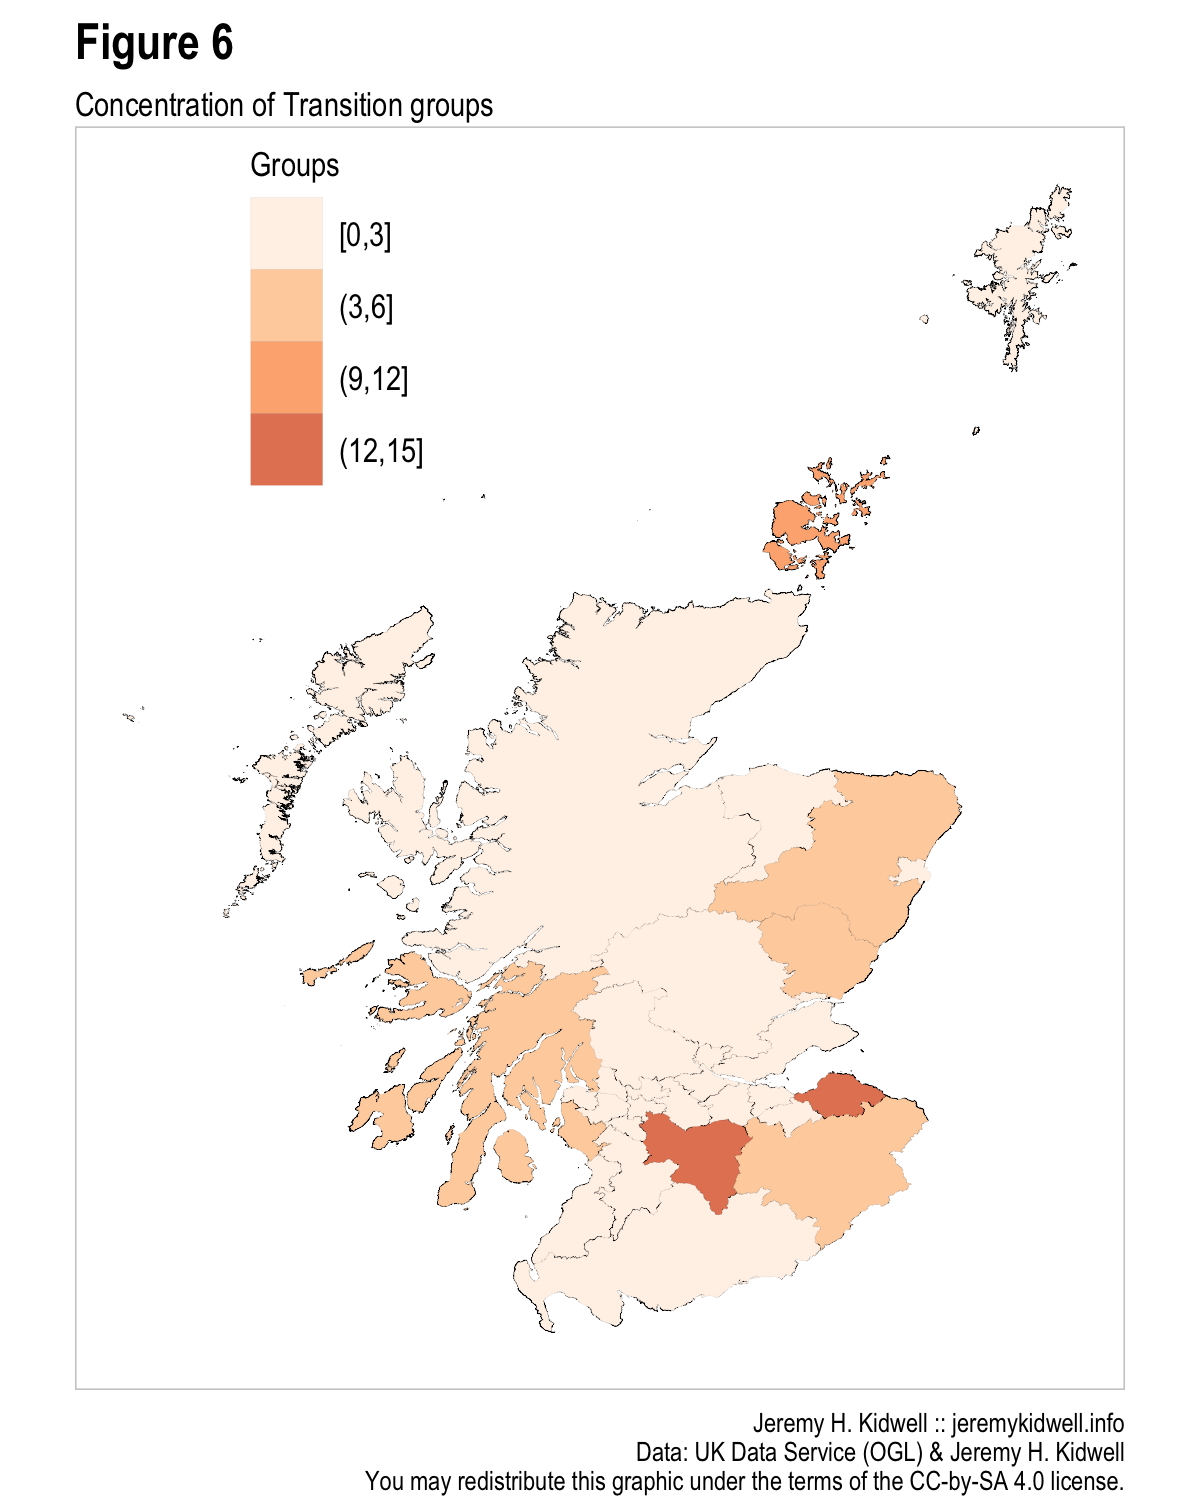 Figure 6
Concentration of Transition groups
Groups
[0,3]
(3,6]
(9,12]
(12,15]
Jeremy H. Kidwell :: jeremykidwell.info
Data: UK Data Service (OGL) & Jeremy H. Kidwell
You may redistribute this graphic under the terms of the CC-by-SA 4.0 license.